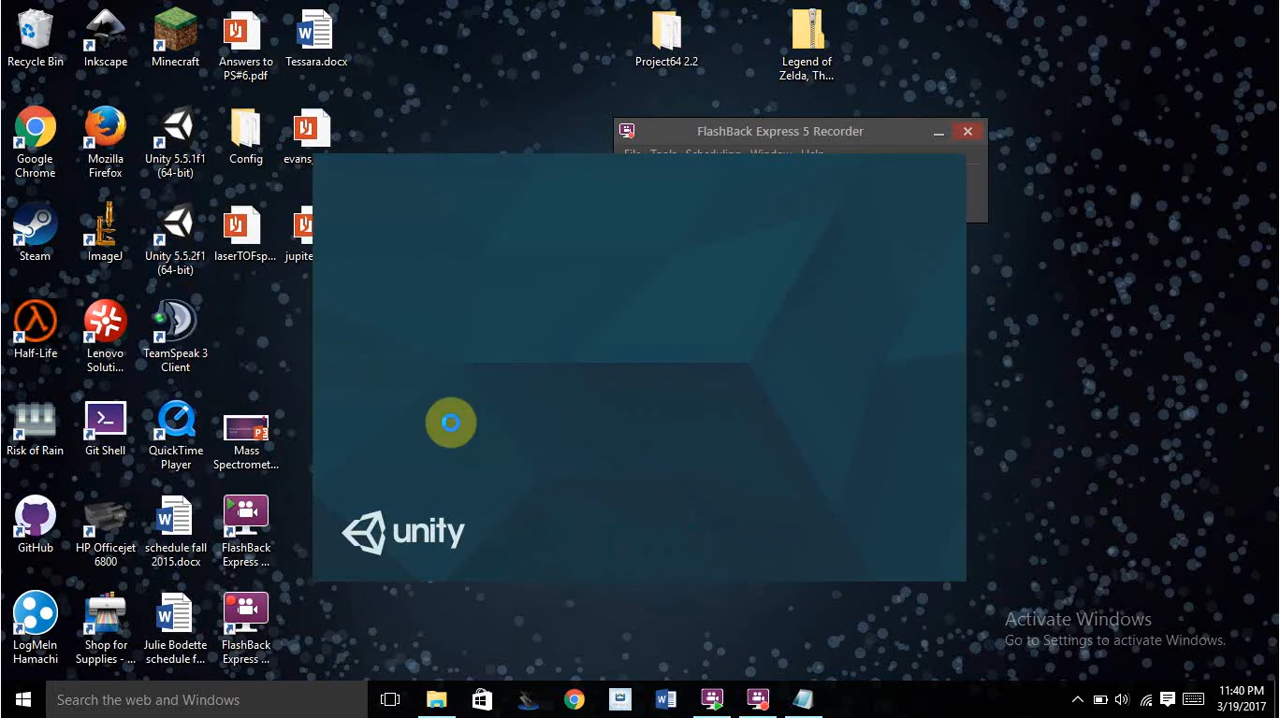 Recycle Bin
Inkscape
Minecraft
Answers to
PS#6.pdf
Tessara.docx
Project64 2.2
Legend of
Zelda, Th...
Google
Chrome
Mozilla
Firefox
Unity 5.5.1f1
(64-bit)
Config
evans_
FlashBack Express 5 Recorder
File Tools Scheduling Window Help
Steam
ImageJ
Unity 5.5.2f1
(64-bit)
laserTOFsp...
jupite
Half-Life
Lenovo
Soluti...
TeamSpeak 3
Client
Risk of Rain
Git Shell
QuickTime
Player
Mass
Spectromet...
GitHub
HP Officejet
6800
schedule fall
2015.docx
FlashBack
Express ...
unity
LogMeIn
Hamachi
Shop for
Supplies - ...
Julie Bodette
schedule f...
FlashBack
Express ...
Activate Windows
Go to Settings to activate Windows.
Search the web and Windows
11:40 PM
3/19/2017